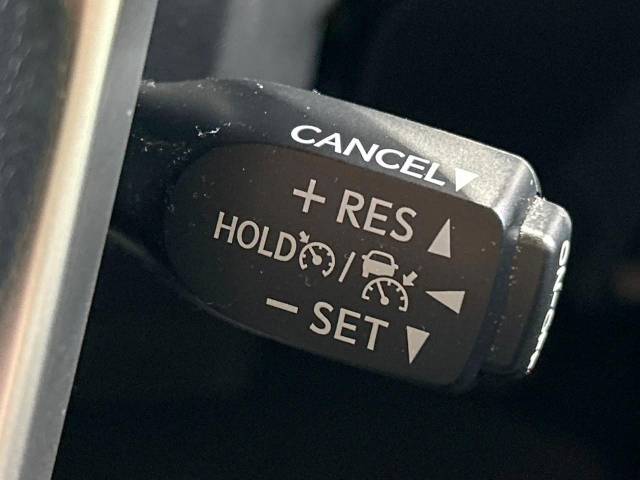 CANCEL▼
+ RES ▲
HOLD /
- SET ▼